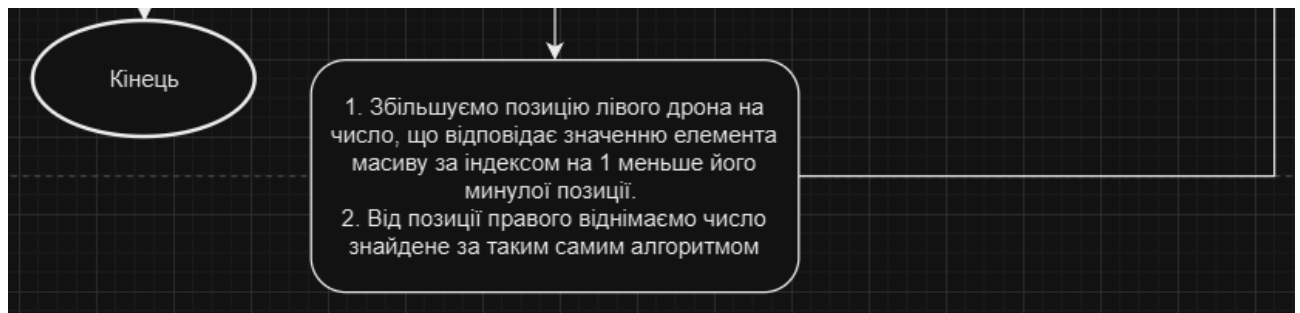 Кінець
1. Збільшуємо позицію лівого дрона на
число, що відповідає значенню елемента
масиву за індексом на 1 меньше його
минулої позиції.
2. Від позиції правого віднімаємо число
знайдене за таким самим алгоритмом